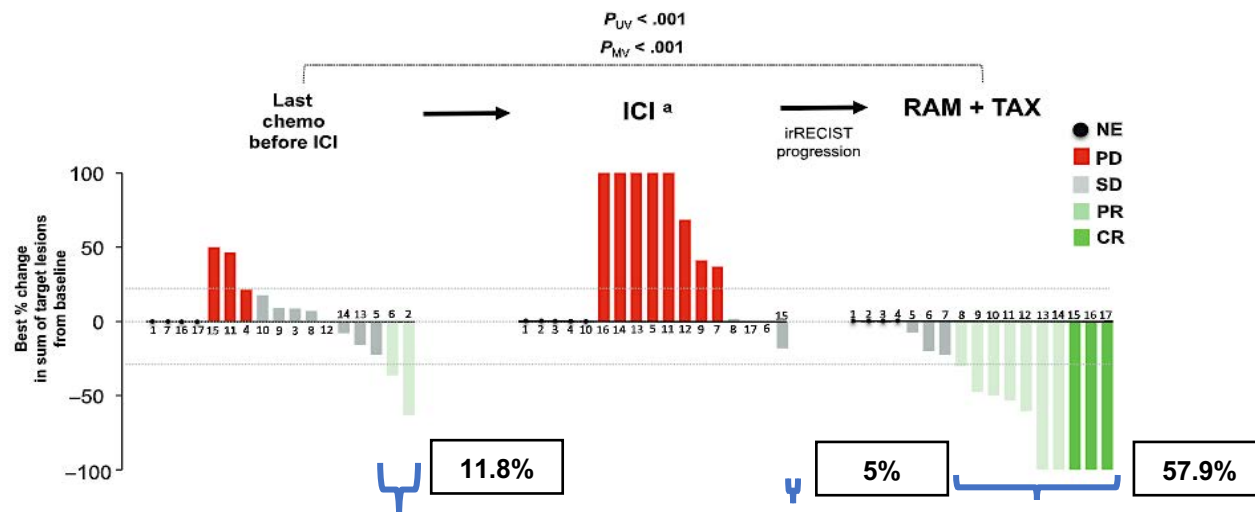 P_UV < .001
P_MV < .001
Last
chemo
before ICI
ICI a
irRECIST
progression
RAM + TAX
NE
PD
SD
PR
CR
Best % change
in sum of target lesions
from baseline
100
50
0
–50
–100
1 7 16 17 15 11 4 10 9 3 8 12 14 13 5 6 2
1 2 3 4 10 16 14 13 5 11 12 9 7 8 17 6 15
1 2 3 4 5 6 7 8 9 10 11 12 13 14 15 16 17
11.8%
5%
57.9%